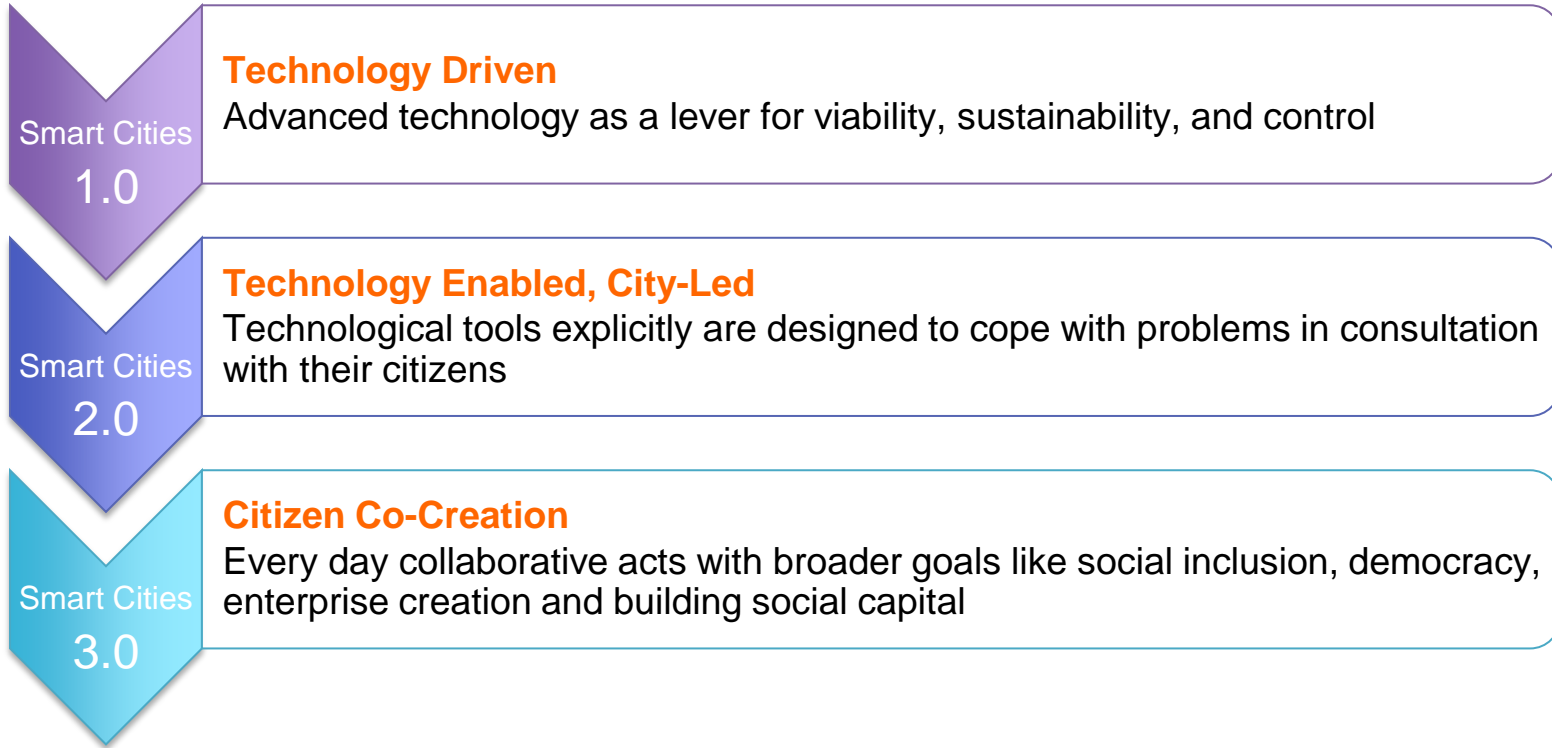 Smart Cities
1.0
Technology Driven
Advanced technology as a lever for viability, sustainability, and control
Smart Cities
2.0
Technology Enabled, City-Led
Technological tools explicitly are designed to cope with problems in consultation
with their citizens
Smart Cities
3.0
Citizen Co-Creation
Every day collaborative acts with broader goals like social inclusion, democracy,
enterprise creation and building social capital